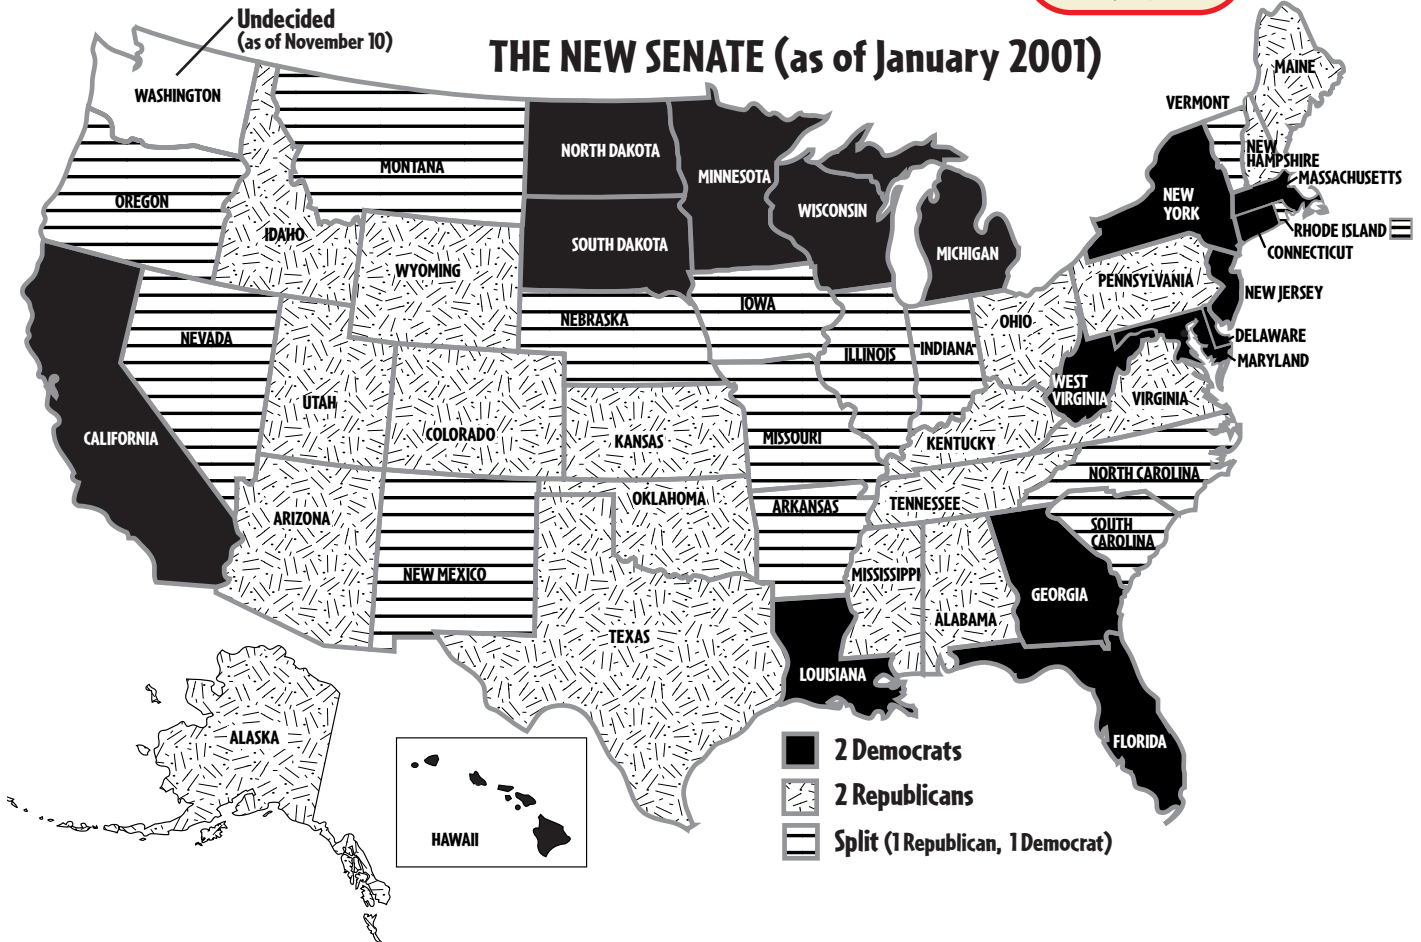 Undecided
(as of November 10)
THE NEW SENATE (as of January 2001)
WASHINGTON
MAINE
VERMONT
MONTANA
NORTH DAKOTA
MINNESOTA
NEW
HAMPSHIRE
MASSACHUSETTS
OREGON
IDAHO
WISCONSIN
NEW
YORK
RHODE ISLAND
CONNECTICUT
SOUTH DAKOTA
MICHIGAN
WYOMING
PENNSYLVANIA
NEW JERSEY
IOWA
NEBRASKA
OHIO
NEVADA
ILLINOIS
INDIANA
DELAWARE
MARYLAND
WEST
VIRGINIA
VIRGINIA
UTAH
COLORADO
KANSAS
MISSOURI
KENTUCKY
CALIFORNIA
NORTH CAROLINA
OKLAHOMA
ARKANSAS
TENNESSEE
ARIZONA
SOUTH
CAROLINA
NEW MEXICO
MISSISSIPPI
GEORGIA
ALABAMA
TEXAS
LOUISIANA
ALASKA
FLORIDA
HAWAII
2 Democrats
2 Republicans
Split (1 Republican, 1 Democrat)